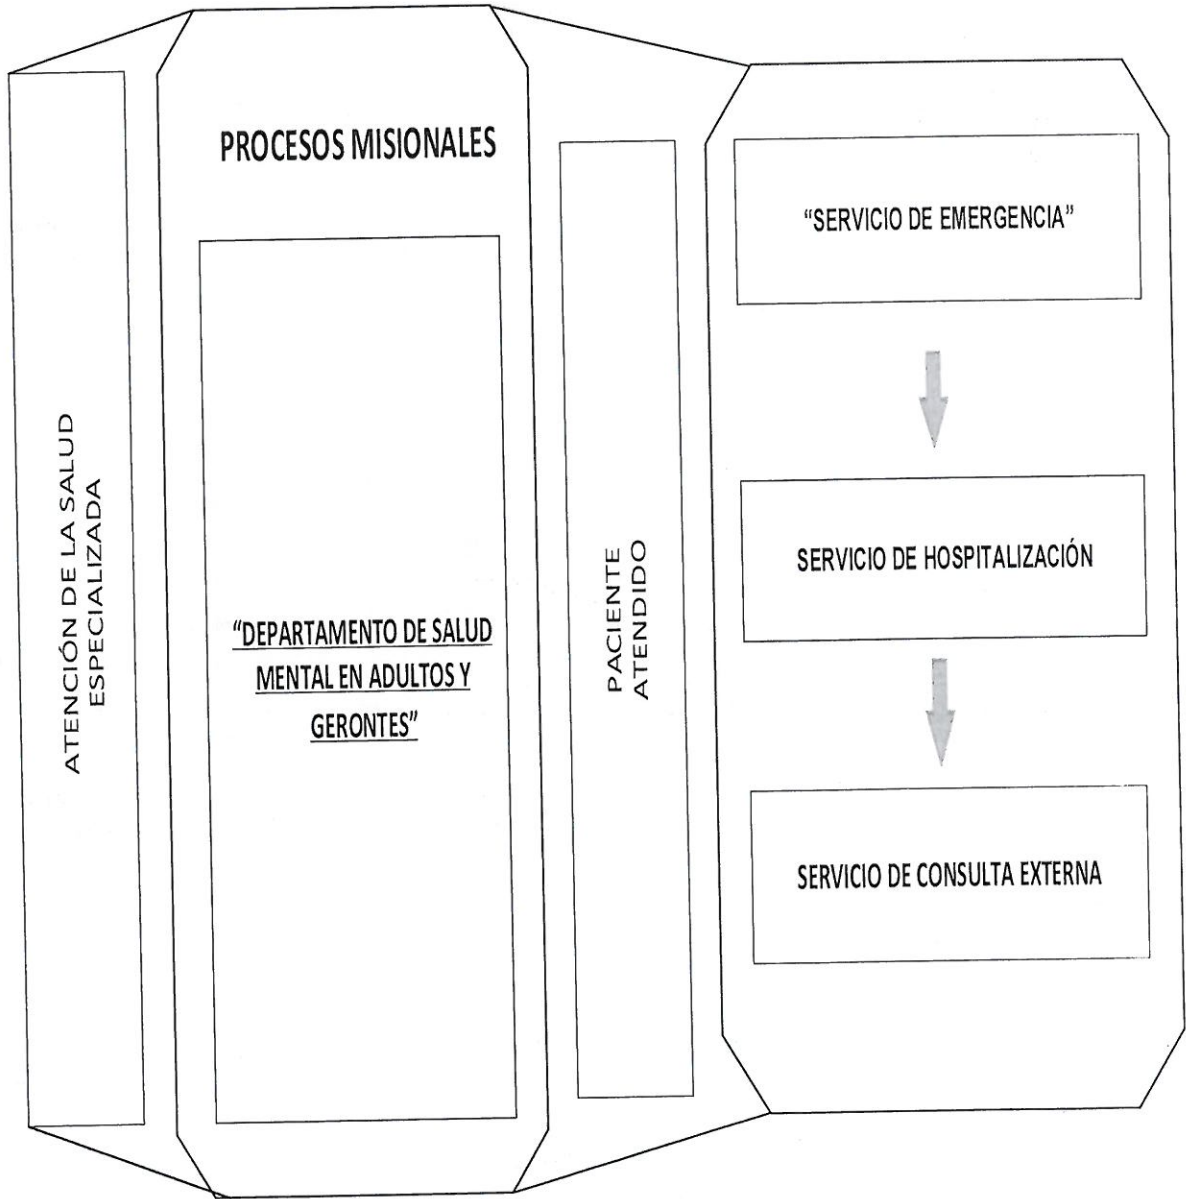 PROCESOS MISIONALES
ATENCIÓN DE LA SALUD
ESPECIALIZADA
"DEPARTAMENTO DE SALUD
MENTAL EN ADULTOS Y
GERONTES"
PACIENTE
ATENDIDO
"SERVICIO DE EMERGENCIA"
SERVICIO DE HOSPITALIZACIÓN
SERVICIO DE CONSULTA EXTERNA